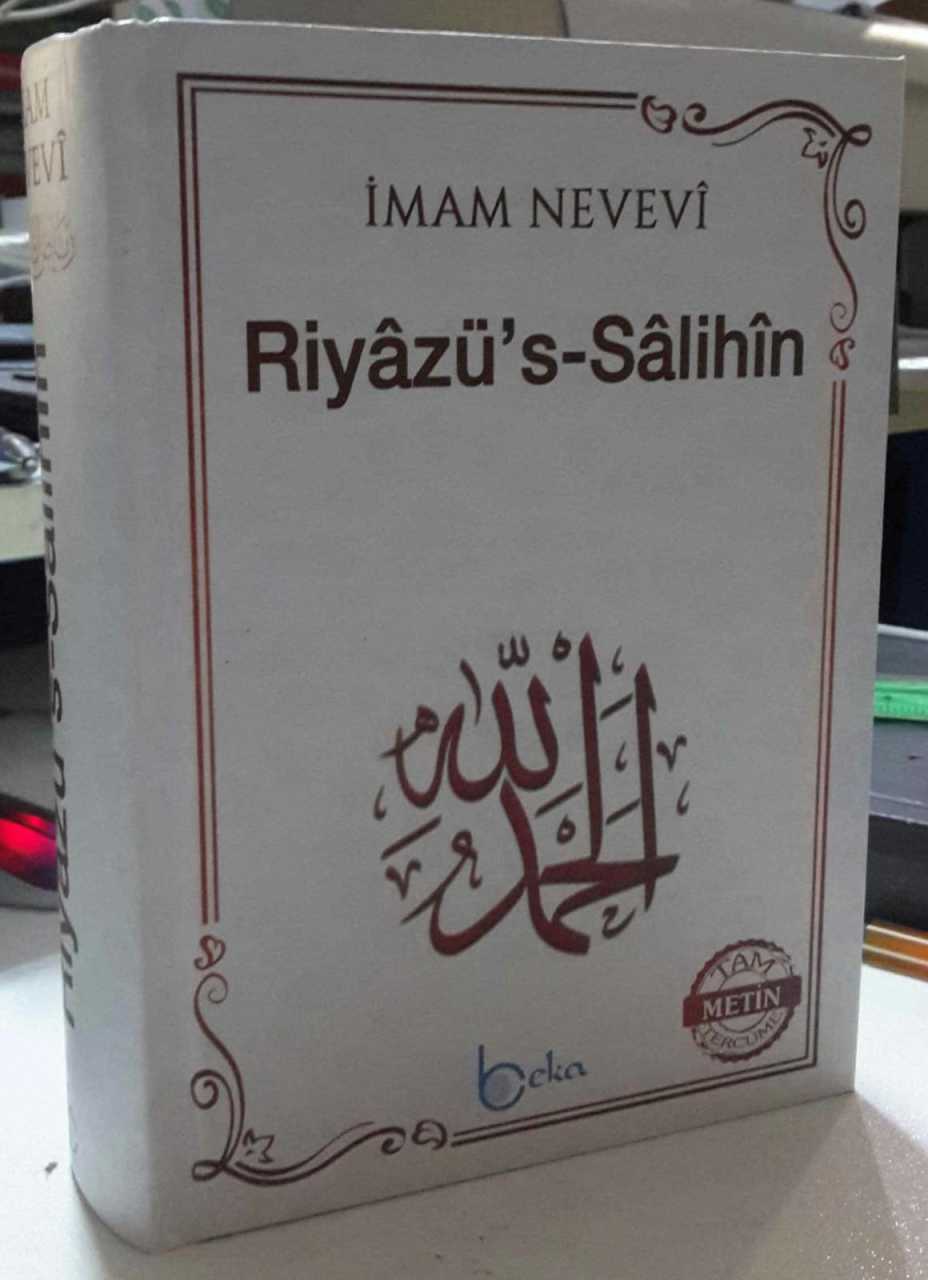 İMAM NEVEVÎ
Riyâzü's-Sâlihîn
الحمد لله
TAM
METİN
TERCÜME
beka